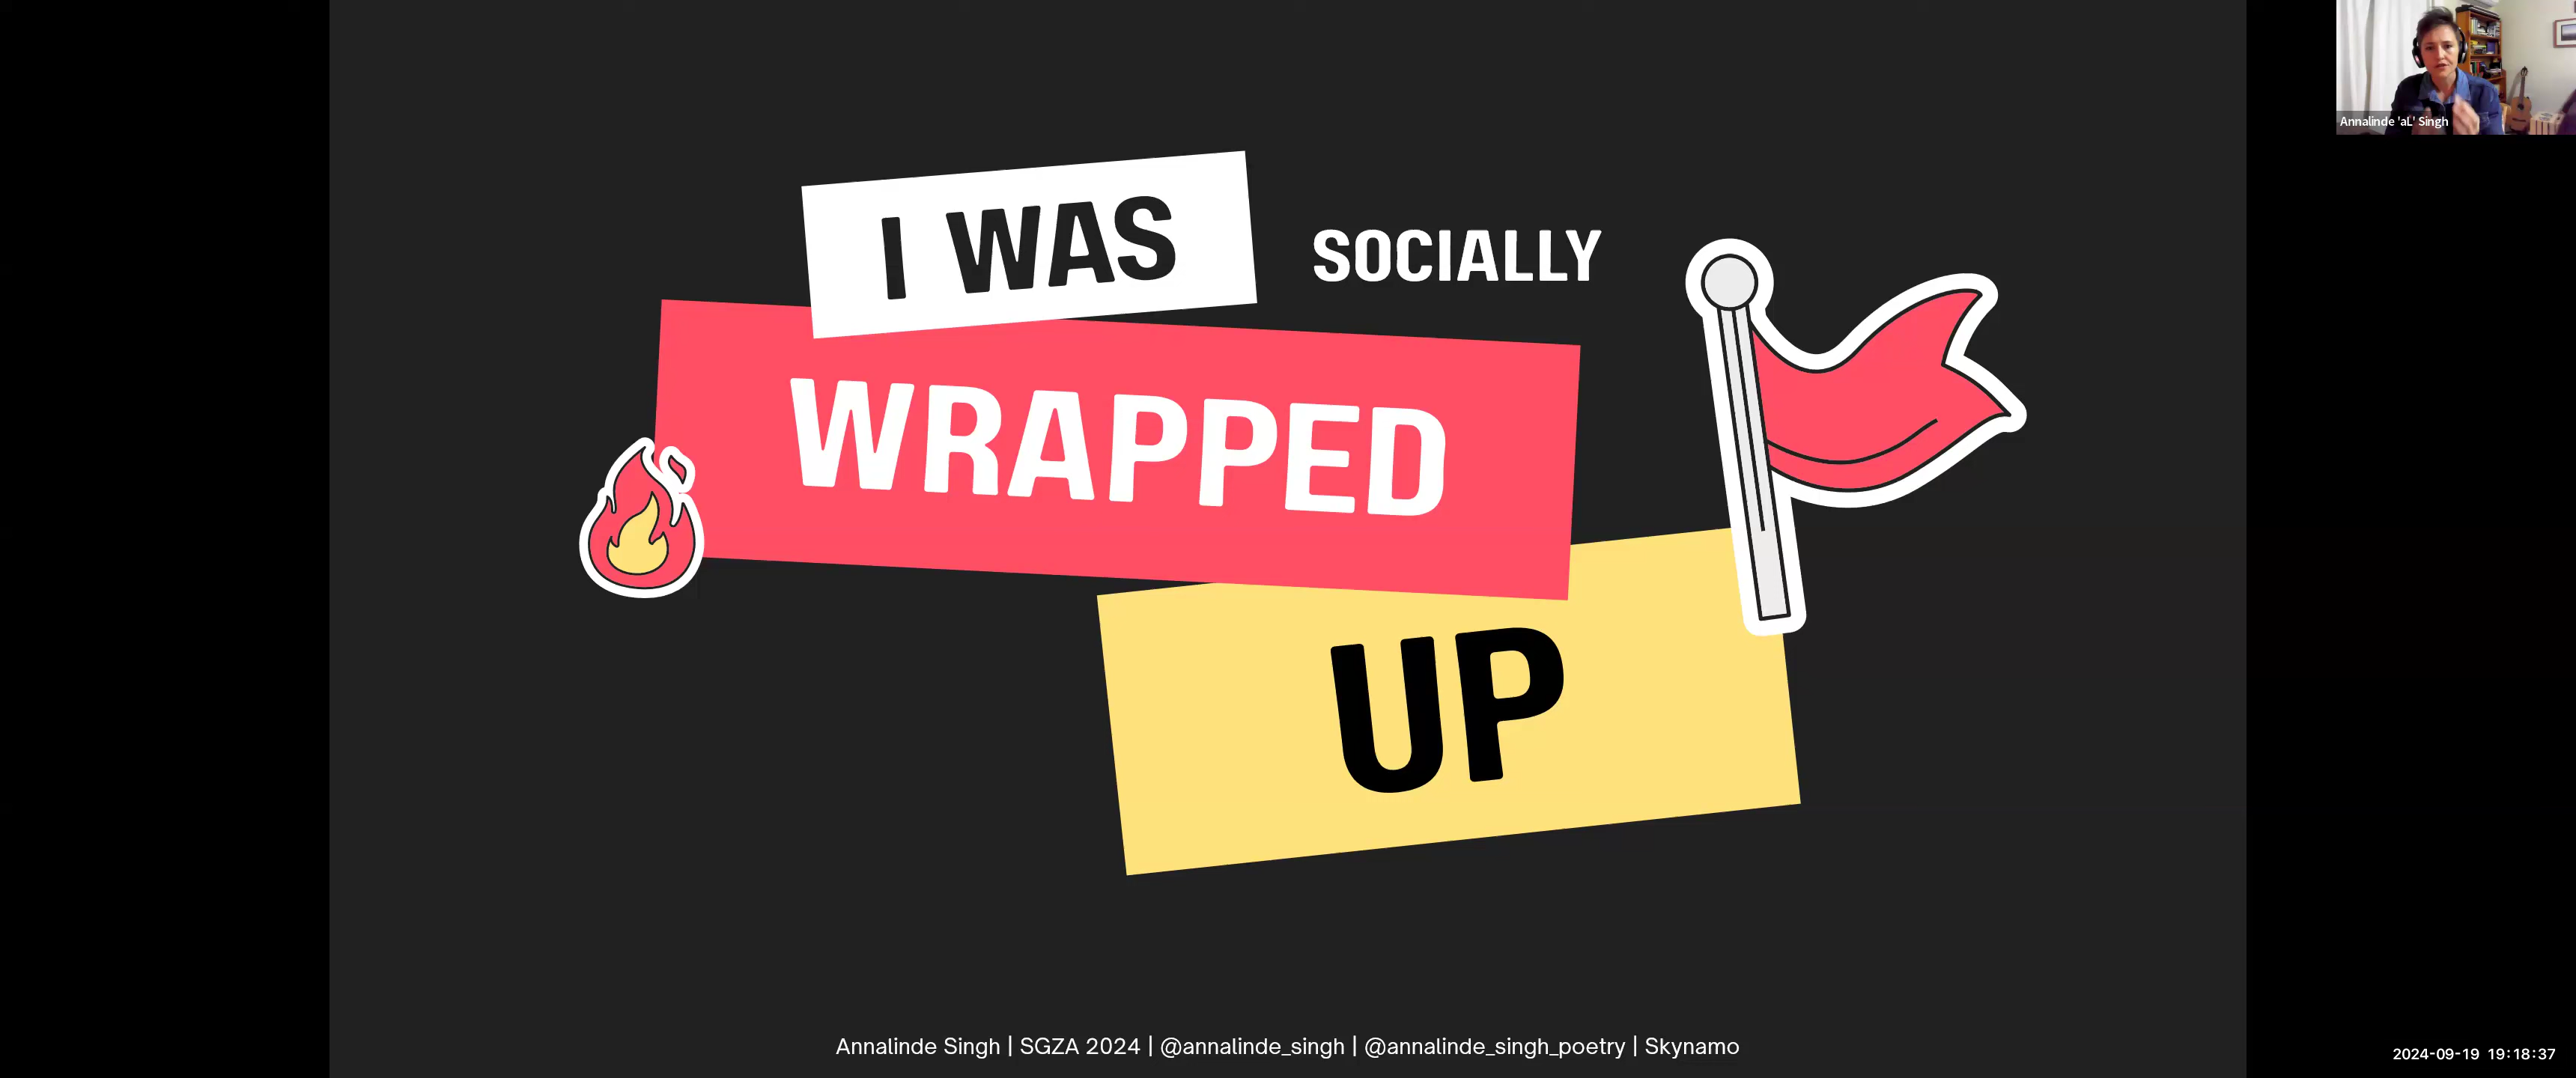 Annalinde 'aL' Singh
I WAS
SOCIALLY
WRAPPED
UP
Annalinde Singh | SGZA 2024 | @annalinde_singh | @annalinde_singh_poetry | Skynamo
2024-09-19 19:18:37